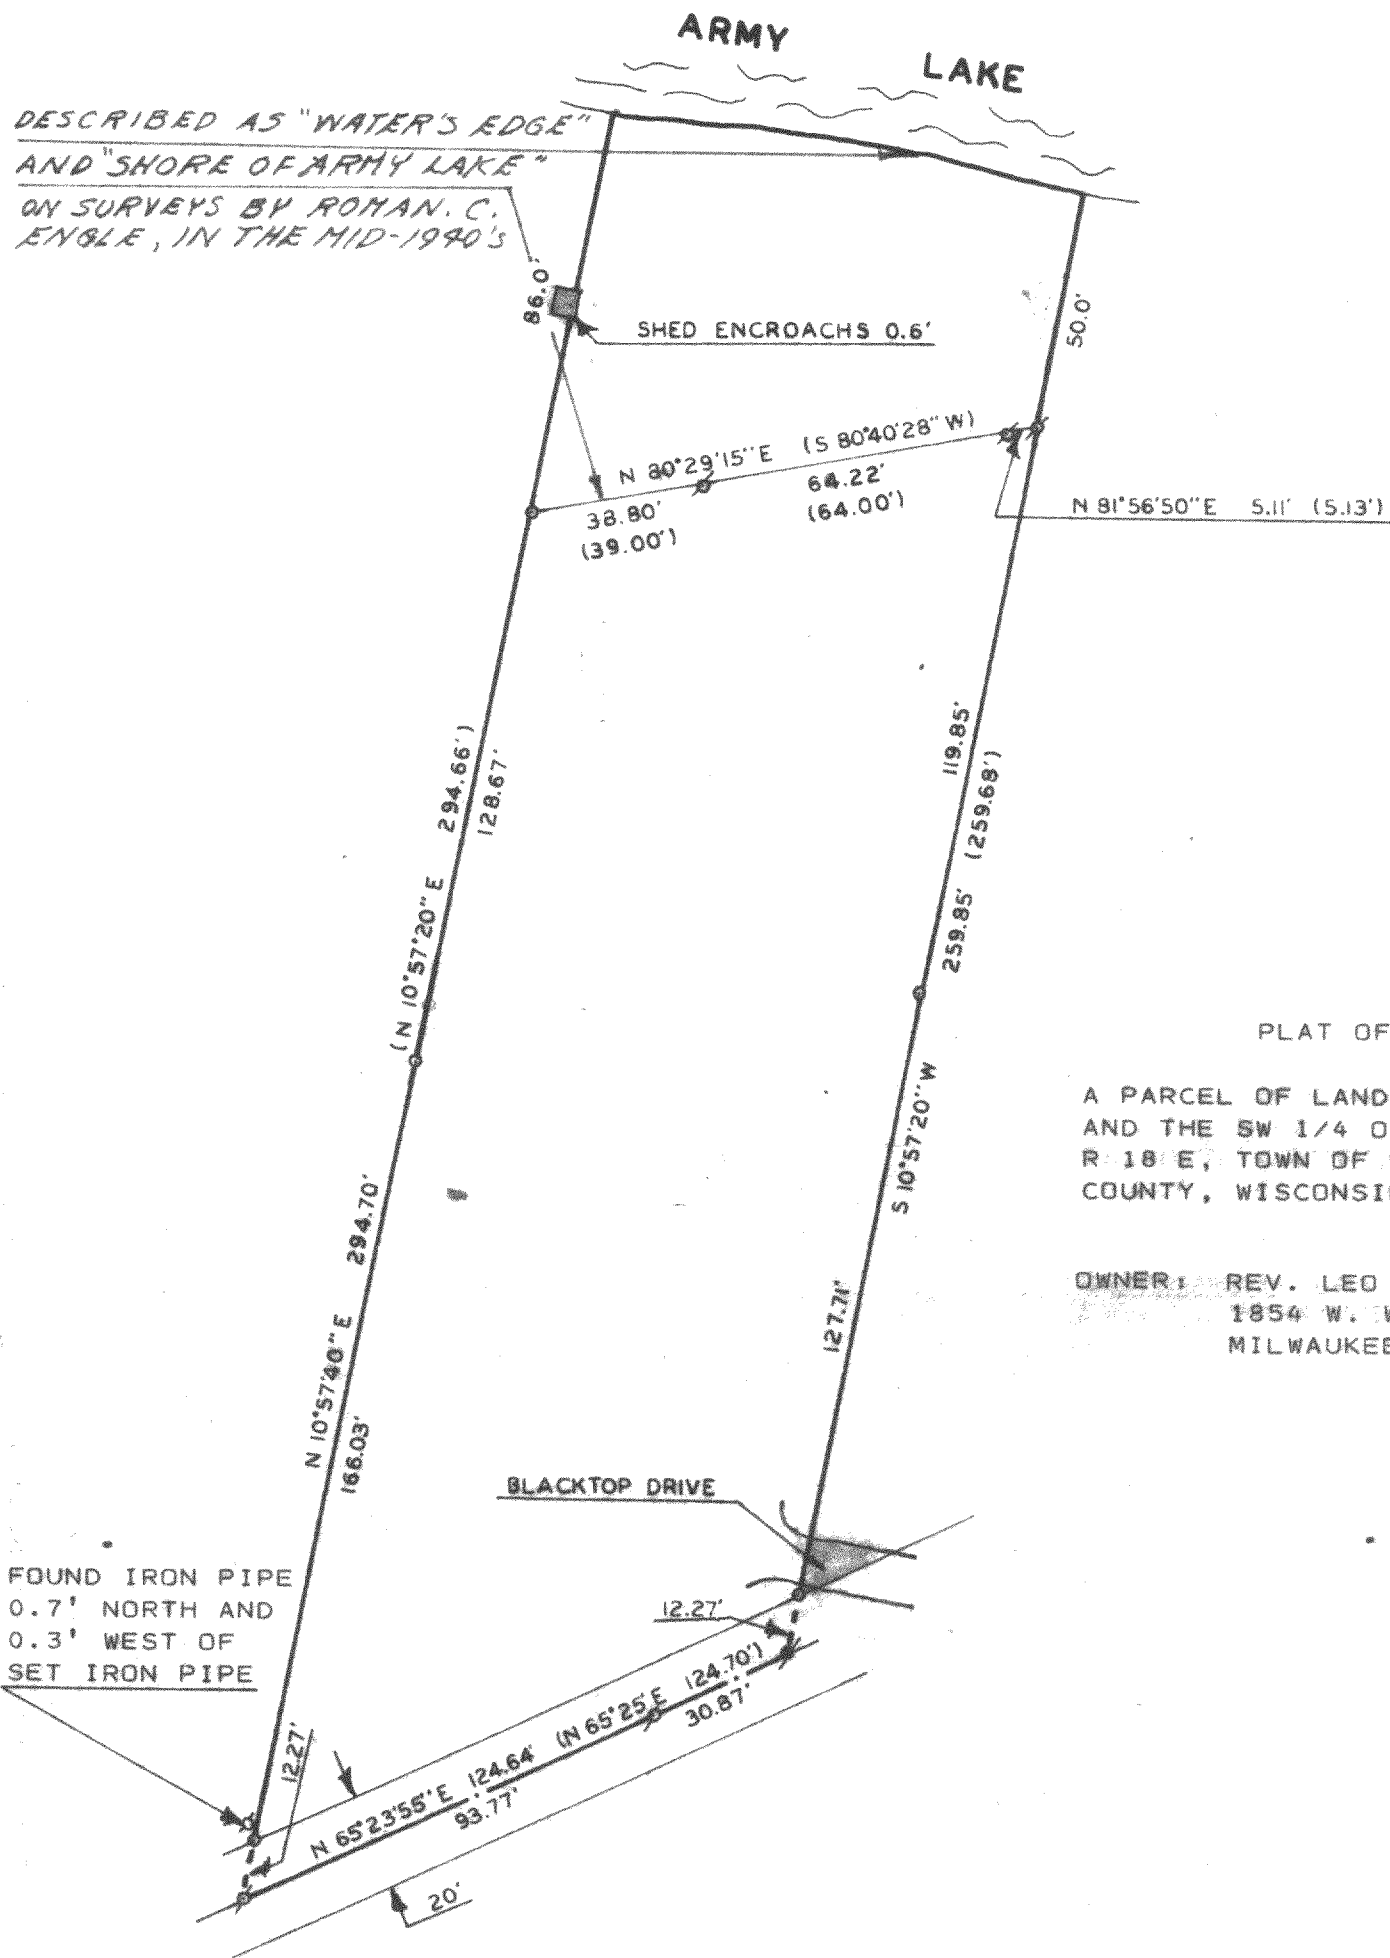 ARMY LAKE
DESCRIBED AS "WATER'S EDGE"
AND "SHORE OF ARMY LAKE"
ON SURVEYS BY ROMAN. C.
ENGLE, IN THE MID-1940's
86.0'
SHED ENCROACHS 0.6'
50.0'
N 80°29'15" E (S 80°40'28" W)
38.80'
(39.00')
64.22'
(64.00')
N 81°56'50" E 5.11' (5.13')
(N 10°57'20" E 294.66')
128.67'
119.85'
259.85' (259.68')
S 10°57'20" W
127.71'
N 10°57'40" E 294.70'
166.03'
PLAT OF
A PARCEL OF LAND
AND THE SW 1/4 O
R 18 E, TOWN OF
COUNTY, WISCONSI
OWNER: REV. LEO
1854 W. W
MILWAUKEE
BLACKTOP DRIVE
FOUND IRON PIPE
0.7' NORTH AND
0.3' WEST OF
SET IRON PIPE
12.27'
12.27'
N 65°23'55" E 124.64' (N 65°25' E 124.70')
93.77'
30.87'
20'